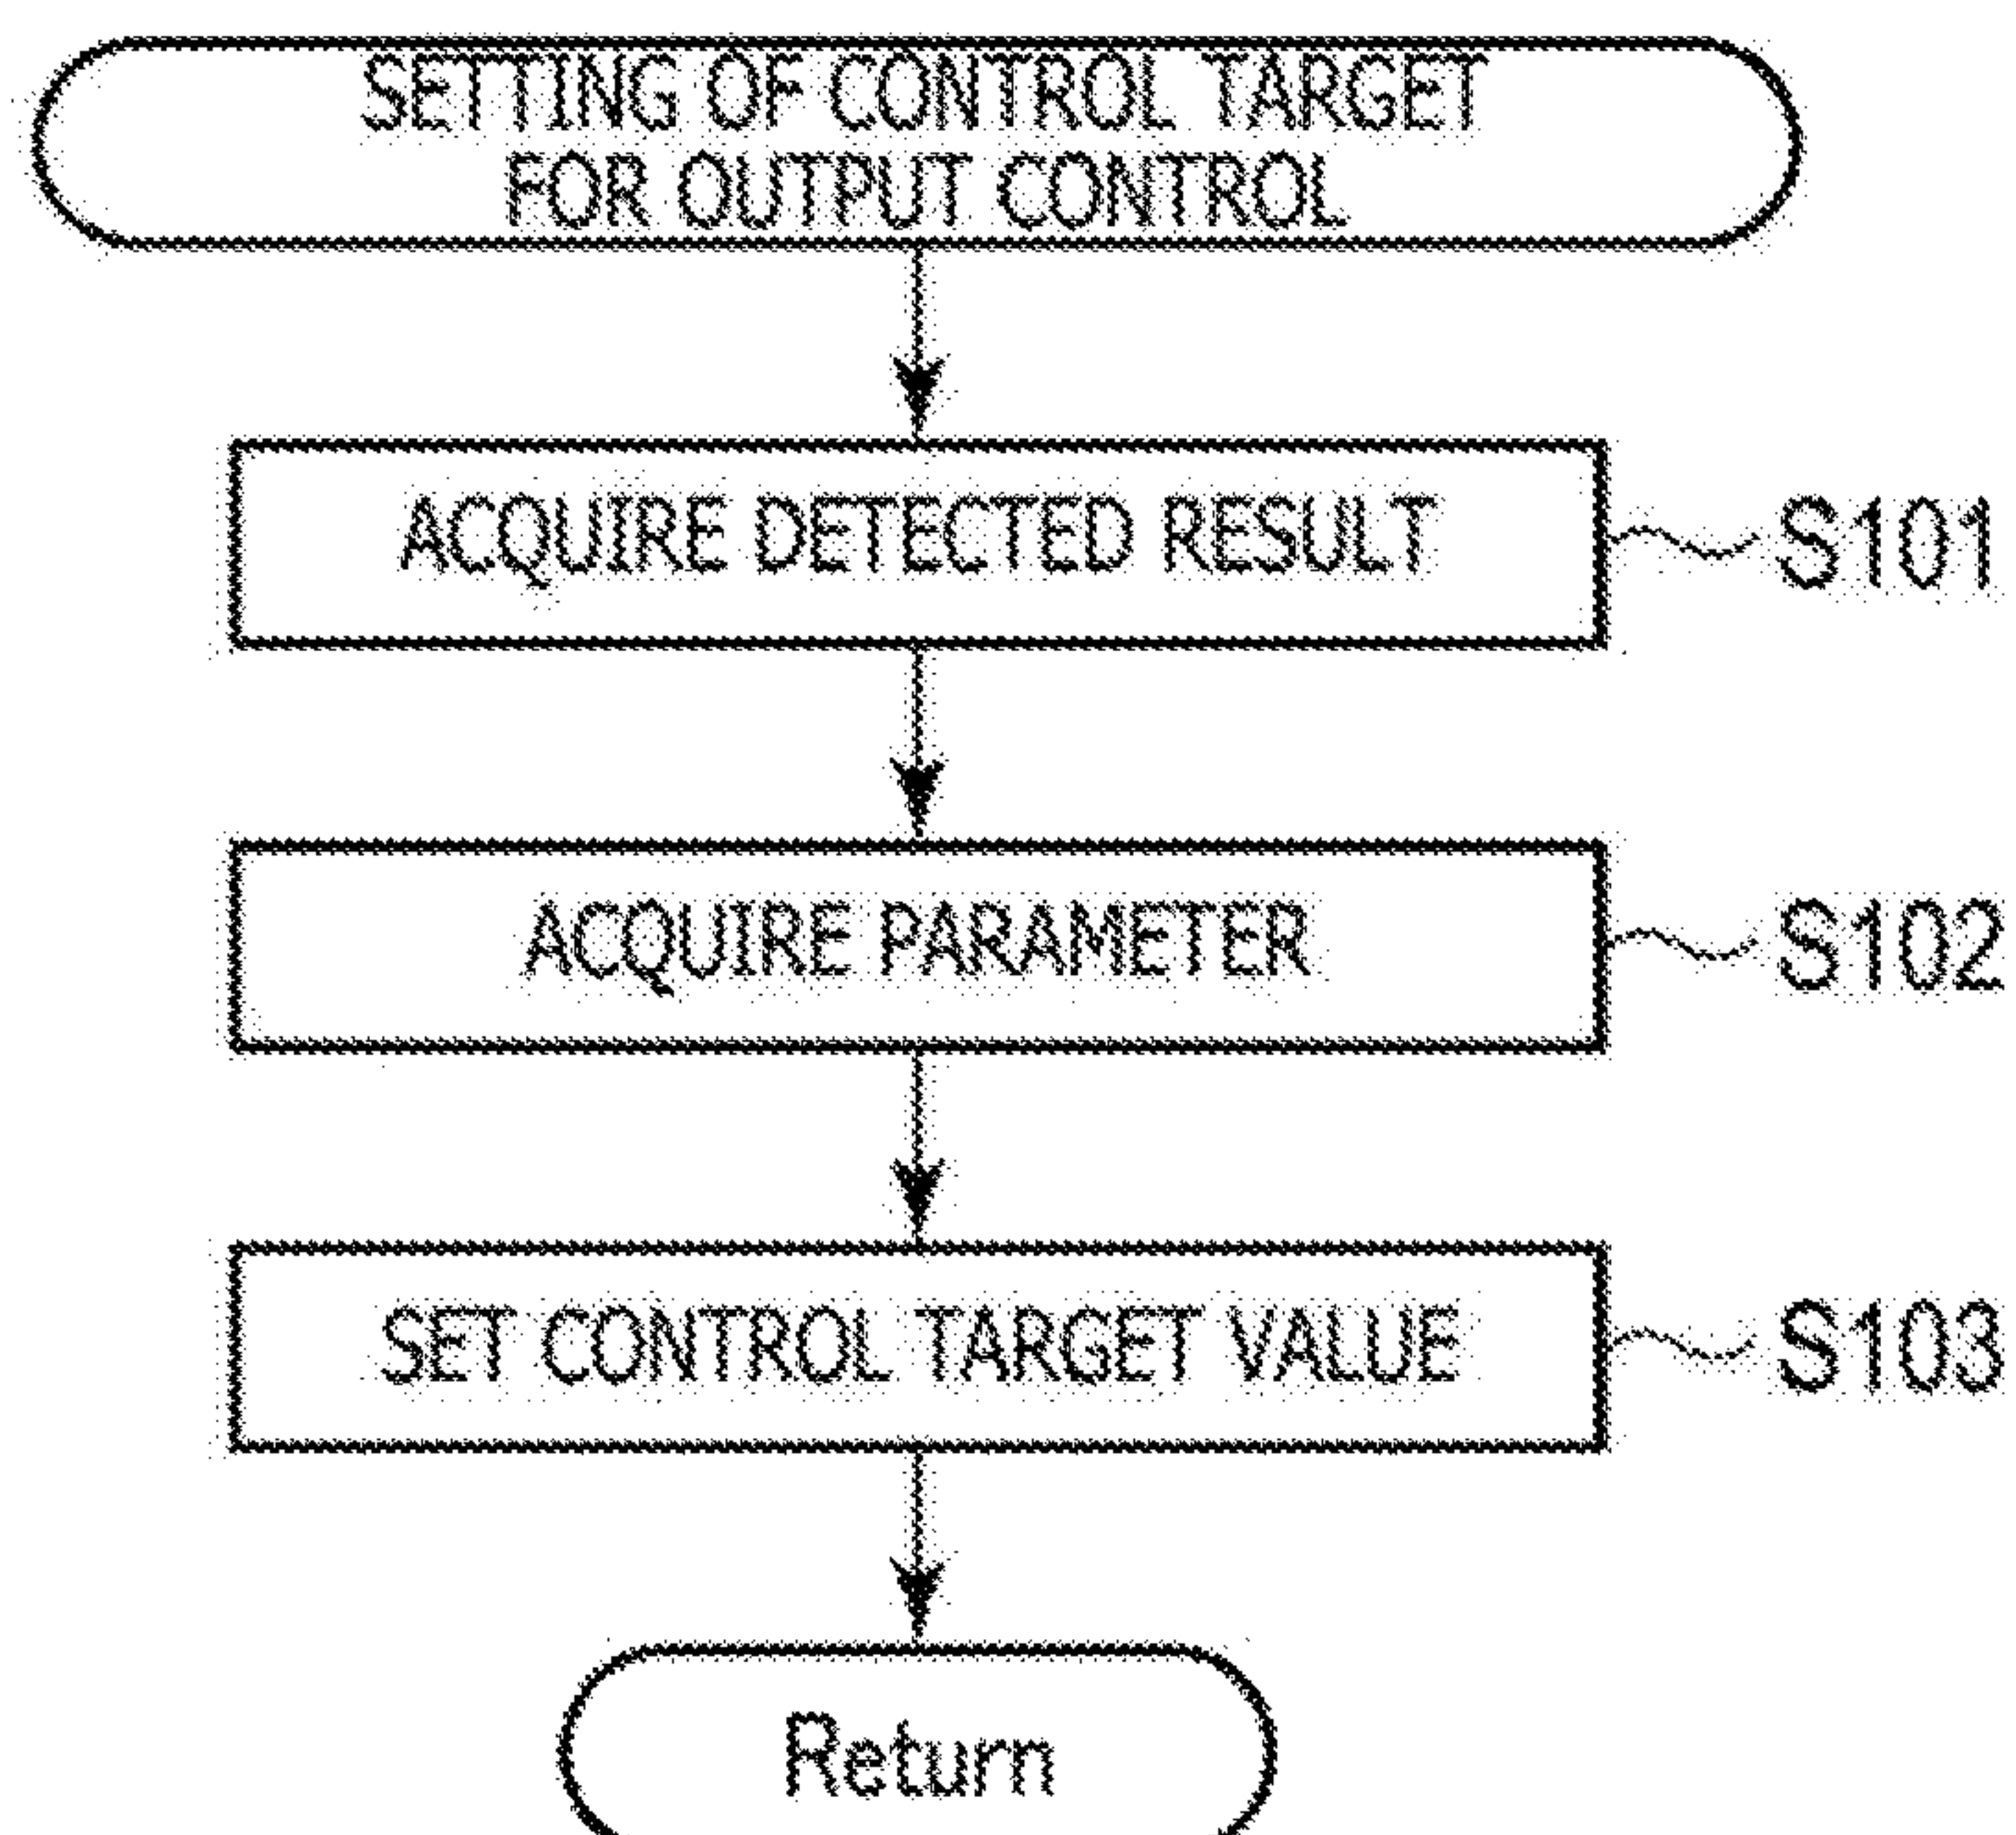 SETTING OF CONTROL TARGET
FOR OUTPUT CONTROL
ACQUIRE DETECTED RESULT
S101
ACQUIRE PARAMETER
S102
SET CONTROL TARGET VALUE
S103
Return